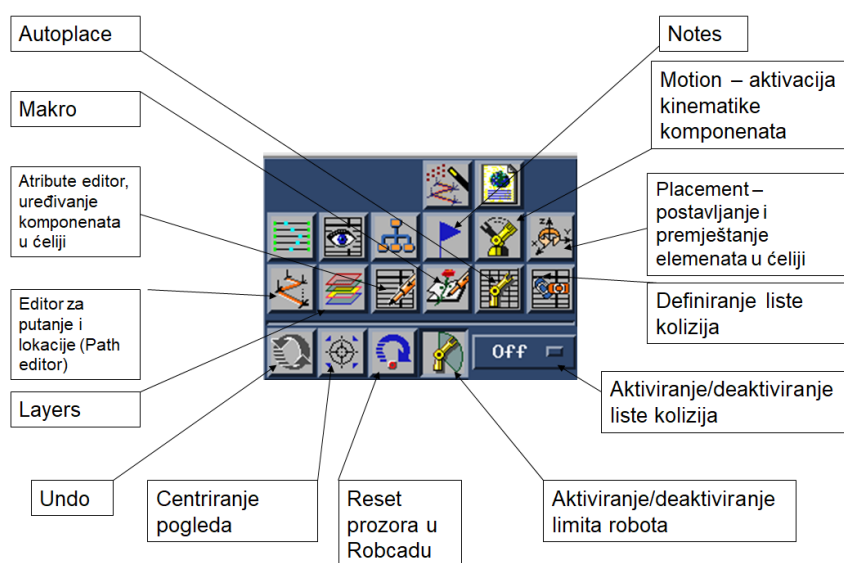 Autoplace
Notes
Makro
Motion – aktivacija
kinematike
komponenata
Atribute editor,
uređivanje
komponenata
u ćeliji
Placement –
postavljanje i
premještanje
elemenata u ćeliji
Editor za
putanje i
lokacije (Path
editor)
Definiranje liste
kolizija
Off
Layers
Aktiviranje/deaktiviranje
liste kolizija
Undo
Centriranje
pogleda
Reset
prozora u
Robcadu
Aktiviranje/deaktiviranje
limita robota